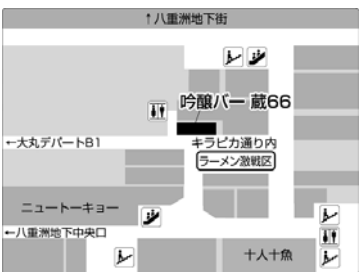 ↑八重洲地下街
吟醸バー 蔵66
←大丸デパートB1
キラピカ通り内
ラーメン激戦区
ニュートーキョー
←八重洲地下中央口
十人十魚